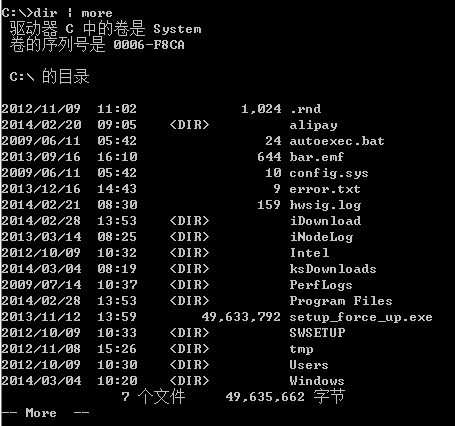 C:\>dir | more
驱动器 C 中的卷是 System
卷的序列号是 0006-F8CA
C:\ 的目录
2012/11/09  11:02             1,024 .rnd
2014/02/20  09:05    <DIR>          alipay
2009/06/11  05:42                24 autoexec.bat
2013/09/16  16:10               644 bar.emf
2009/06/11  05:42                10 config.sys
2013/12/16  14:43                 9 error.txt
2014/02/21  08:30               159 hwsig.log
2014/02/28  13:53    <DIR>          iDownload
2013/03/14  08:25    <DIR>          iNodeLog
2012/10/09  10:32    <DIR>          Intel
2014/03/04  08:19    <DIR>          ksDownloads
2009/07/14  10:37    <DIR>          PerfLogs
2014/02/28  13:53    <DIR>          Program Files
2013/11/12  13:59        49,633,792 setup_force_up.exe
2012/10/09  10:33    <DIR>          SWSETUP
2012/11/08  15:26    <DIR>          tmp
2012/10/09  10:30    <DIR>          Users
2014/03/04  10:20    <DIR>          Windows
7 个文件     49,635,662 字节
-- More  --